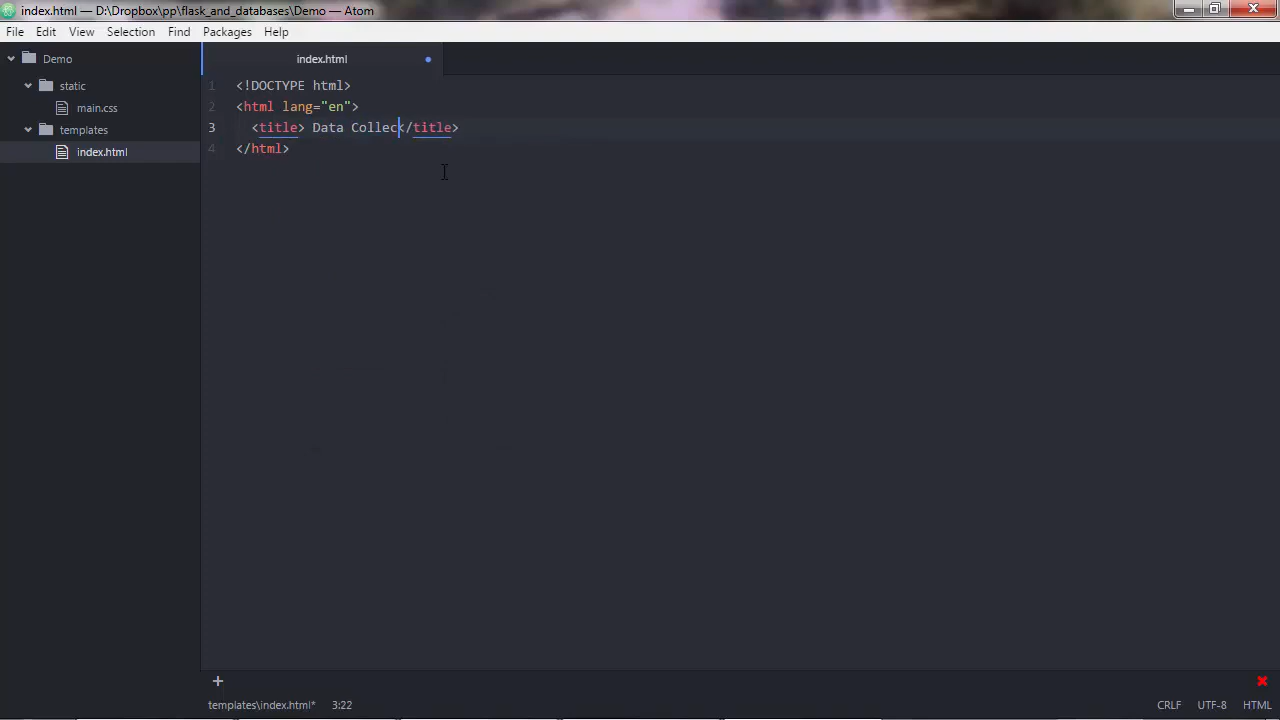 index.html — D:\Dropbox\pp\flask_and_databases\Demo — Atom
File Edit View Selection Find Packages Help
Demo
static
main.css
templates
index.html
index.html
1 <!DOCTYPE html>
2 <html lang="en">
3 <title> Data Collec</title>
4 </html>
+
templates\index.html* 3:22 CRLF UTF-8 HTML